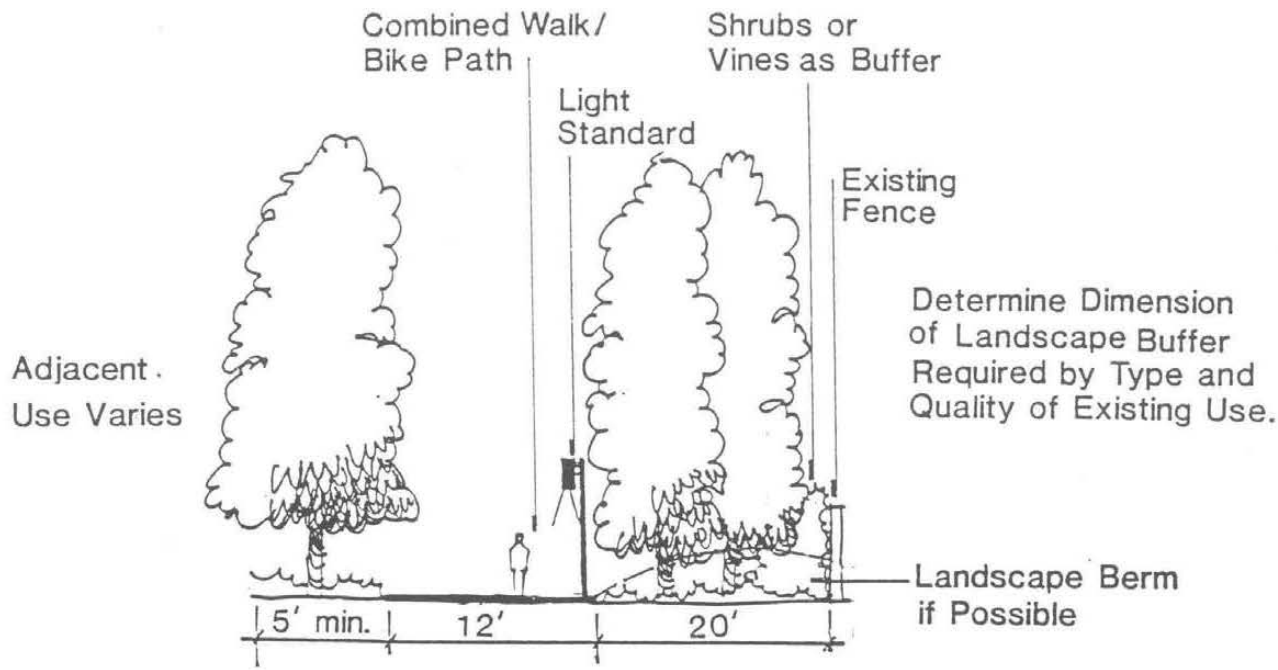 Combined Walk/
Bike Path
Shrubs or
Vines as Buffer
Light
Standard
Existing
Fence
Adjacent.
Use Varies
Determine Dimension
of Landscape Buffer
Required by Type and
Quality of Existing Use.
Landscape Berm
if Possible
5' min.
12'
20'